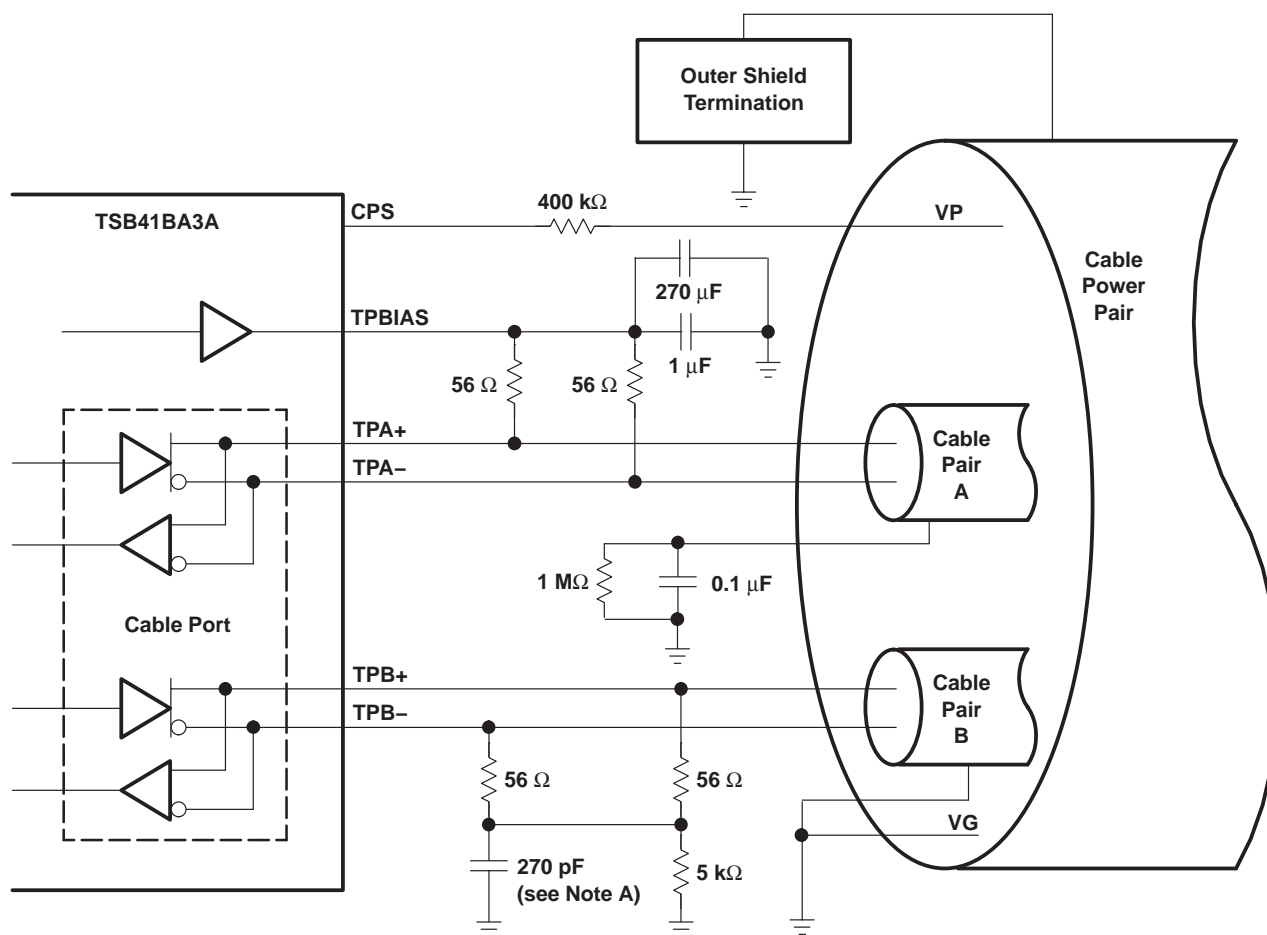 Outer Shield
Termination
TSB41BA3A
CPS
400 kΩ
VP
Cable
Power
Pair
270 μF
TPBIAS
1 μF
56 Ω
56 Ω
TPA+
Cable
Pair
A
TPA–
1 MΩ
0.1 μF
Cable Port
TPB+
Cable
Pair
B
TPB–
56 Ω
56 Ω
VG
270 pF
(see Note A)
5 kΩ